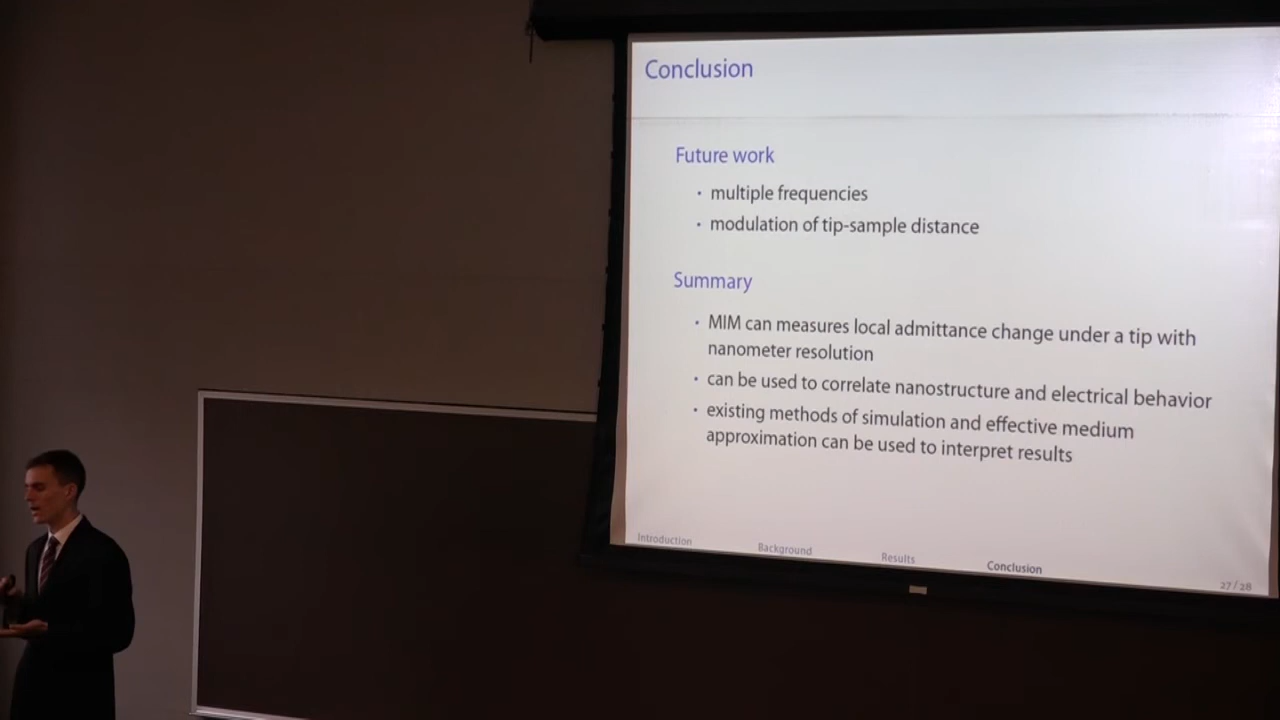 Conclusion
Future work
• multiple frequencies
• modulation of tip-sample distance
Summary
• MIM can measures local admittance change under a tip with
nanometer resolution
• can be used to correlate nanostructure and electrical behavior
• existing methods of simulation and effective medium
approximation can be used to interpret results
Introduction Background Results Conclusion
27/28